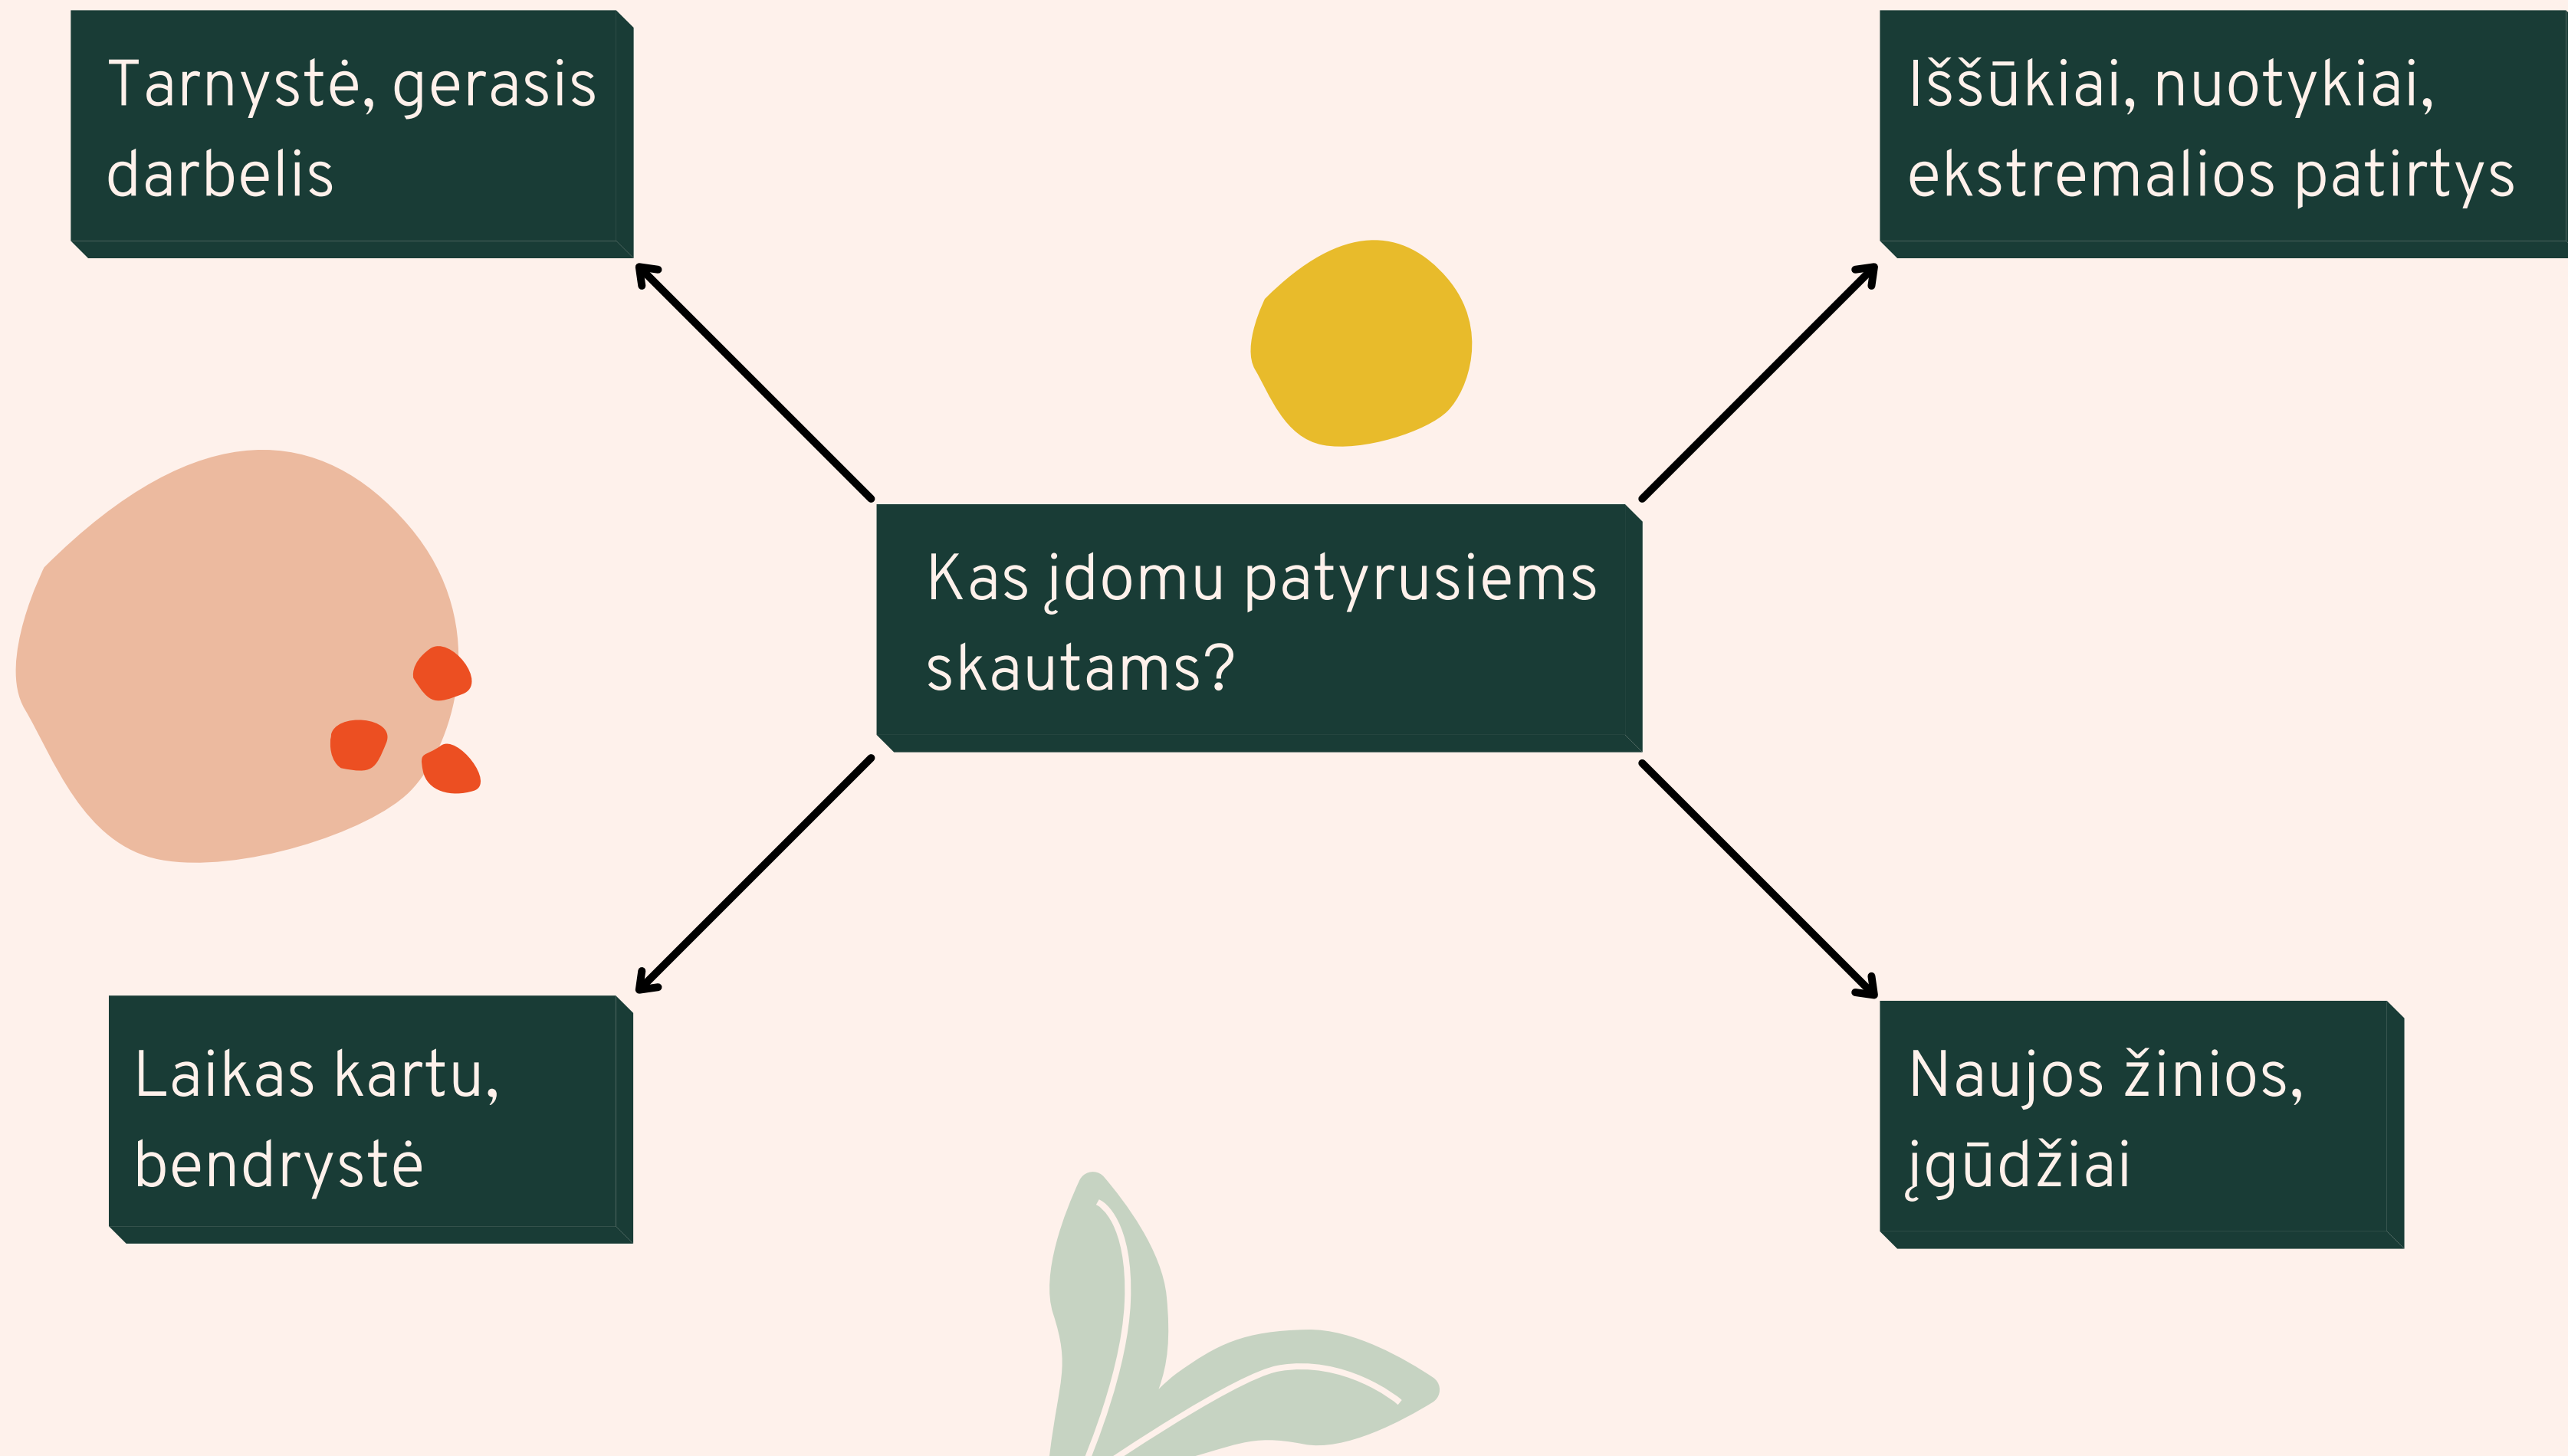 Tarnystė, gerasis
darbelis
Iššūkiai, nuotykiai,
ekstremalios patirtys
Kas įdomu patyrusiems
skautams?
Laikas kartu,
bendrystė
Naujos žinios,
įgūdžiai